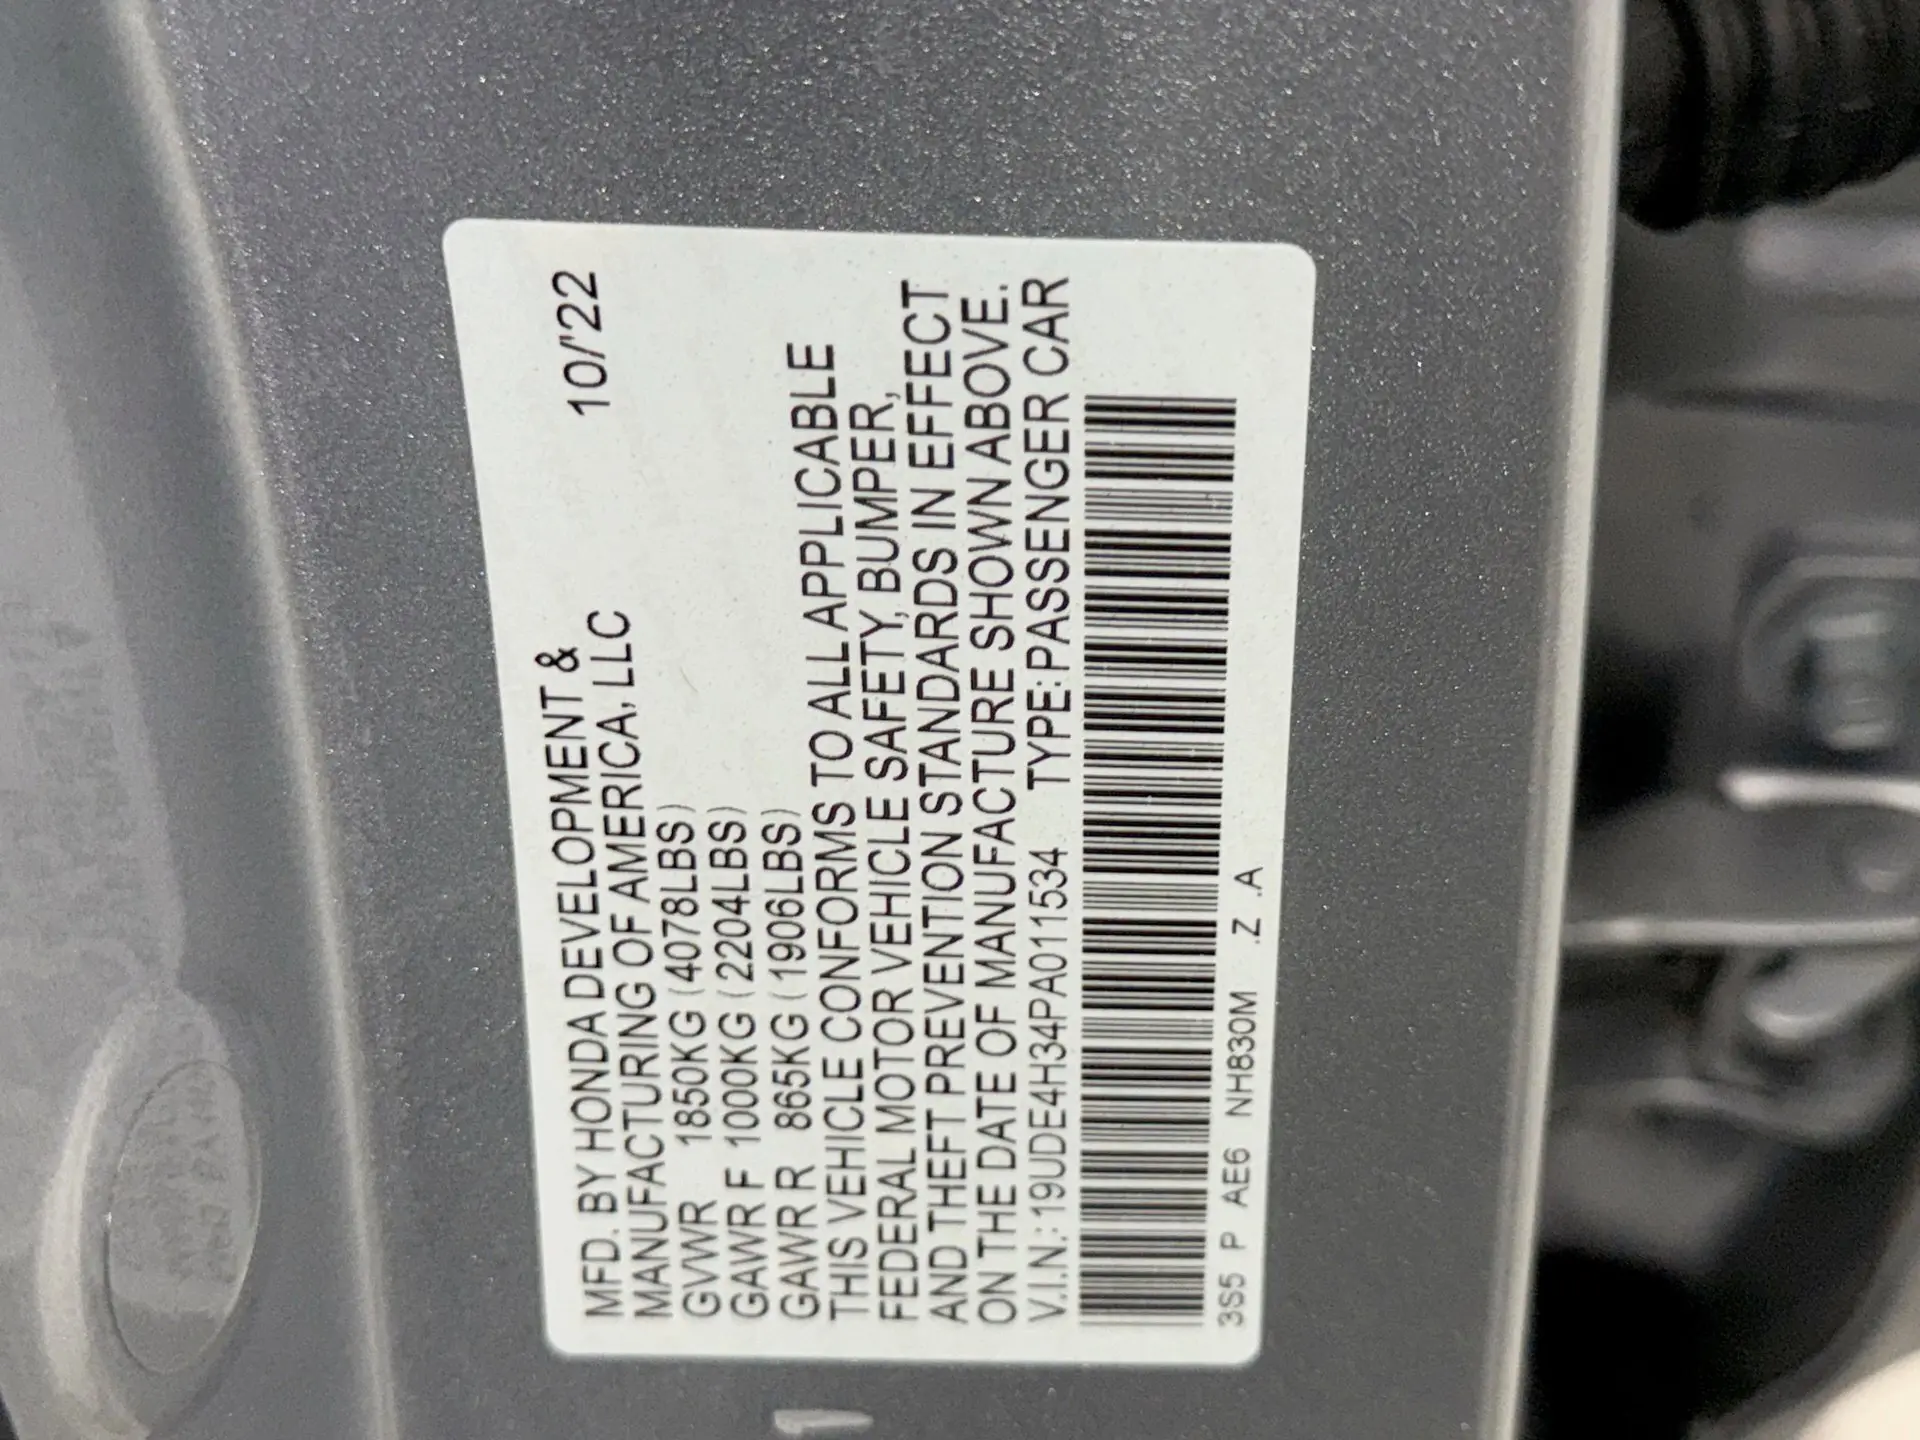 MFD. BY HONDA DEVELOPMENT & 10/'22
MANUFACTURING OF AMERICA, LLC
GVWR 1850KG (4078LBS)
GAWR F 1000KG (2204LBS)
GAWR R 865KG (1906LBS)
THIS VEHICLE CONFORMS TO ALL APPLICABLE
FEDERAL MOTOR VEHICLE SAFETY, BUMPER,
AND THEFT PREVENTION STANDARDS IN EFFECT
ON THE DATE OF MANUFACTURE SHOWN ABOVE.
V.I.N.: 19UDE4H34PA011534 TYPE: PASSENGER CAR
3S5 P AE6 NH830M .Z .A